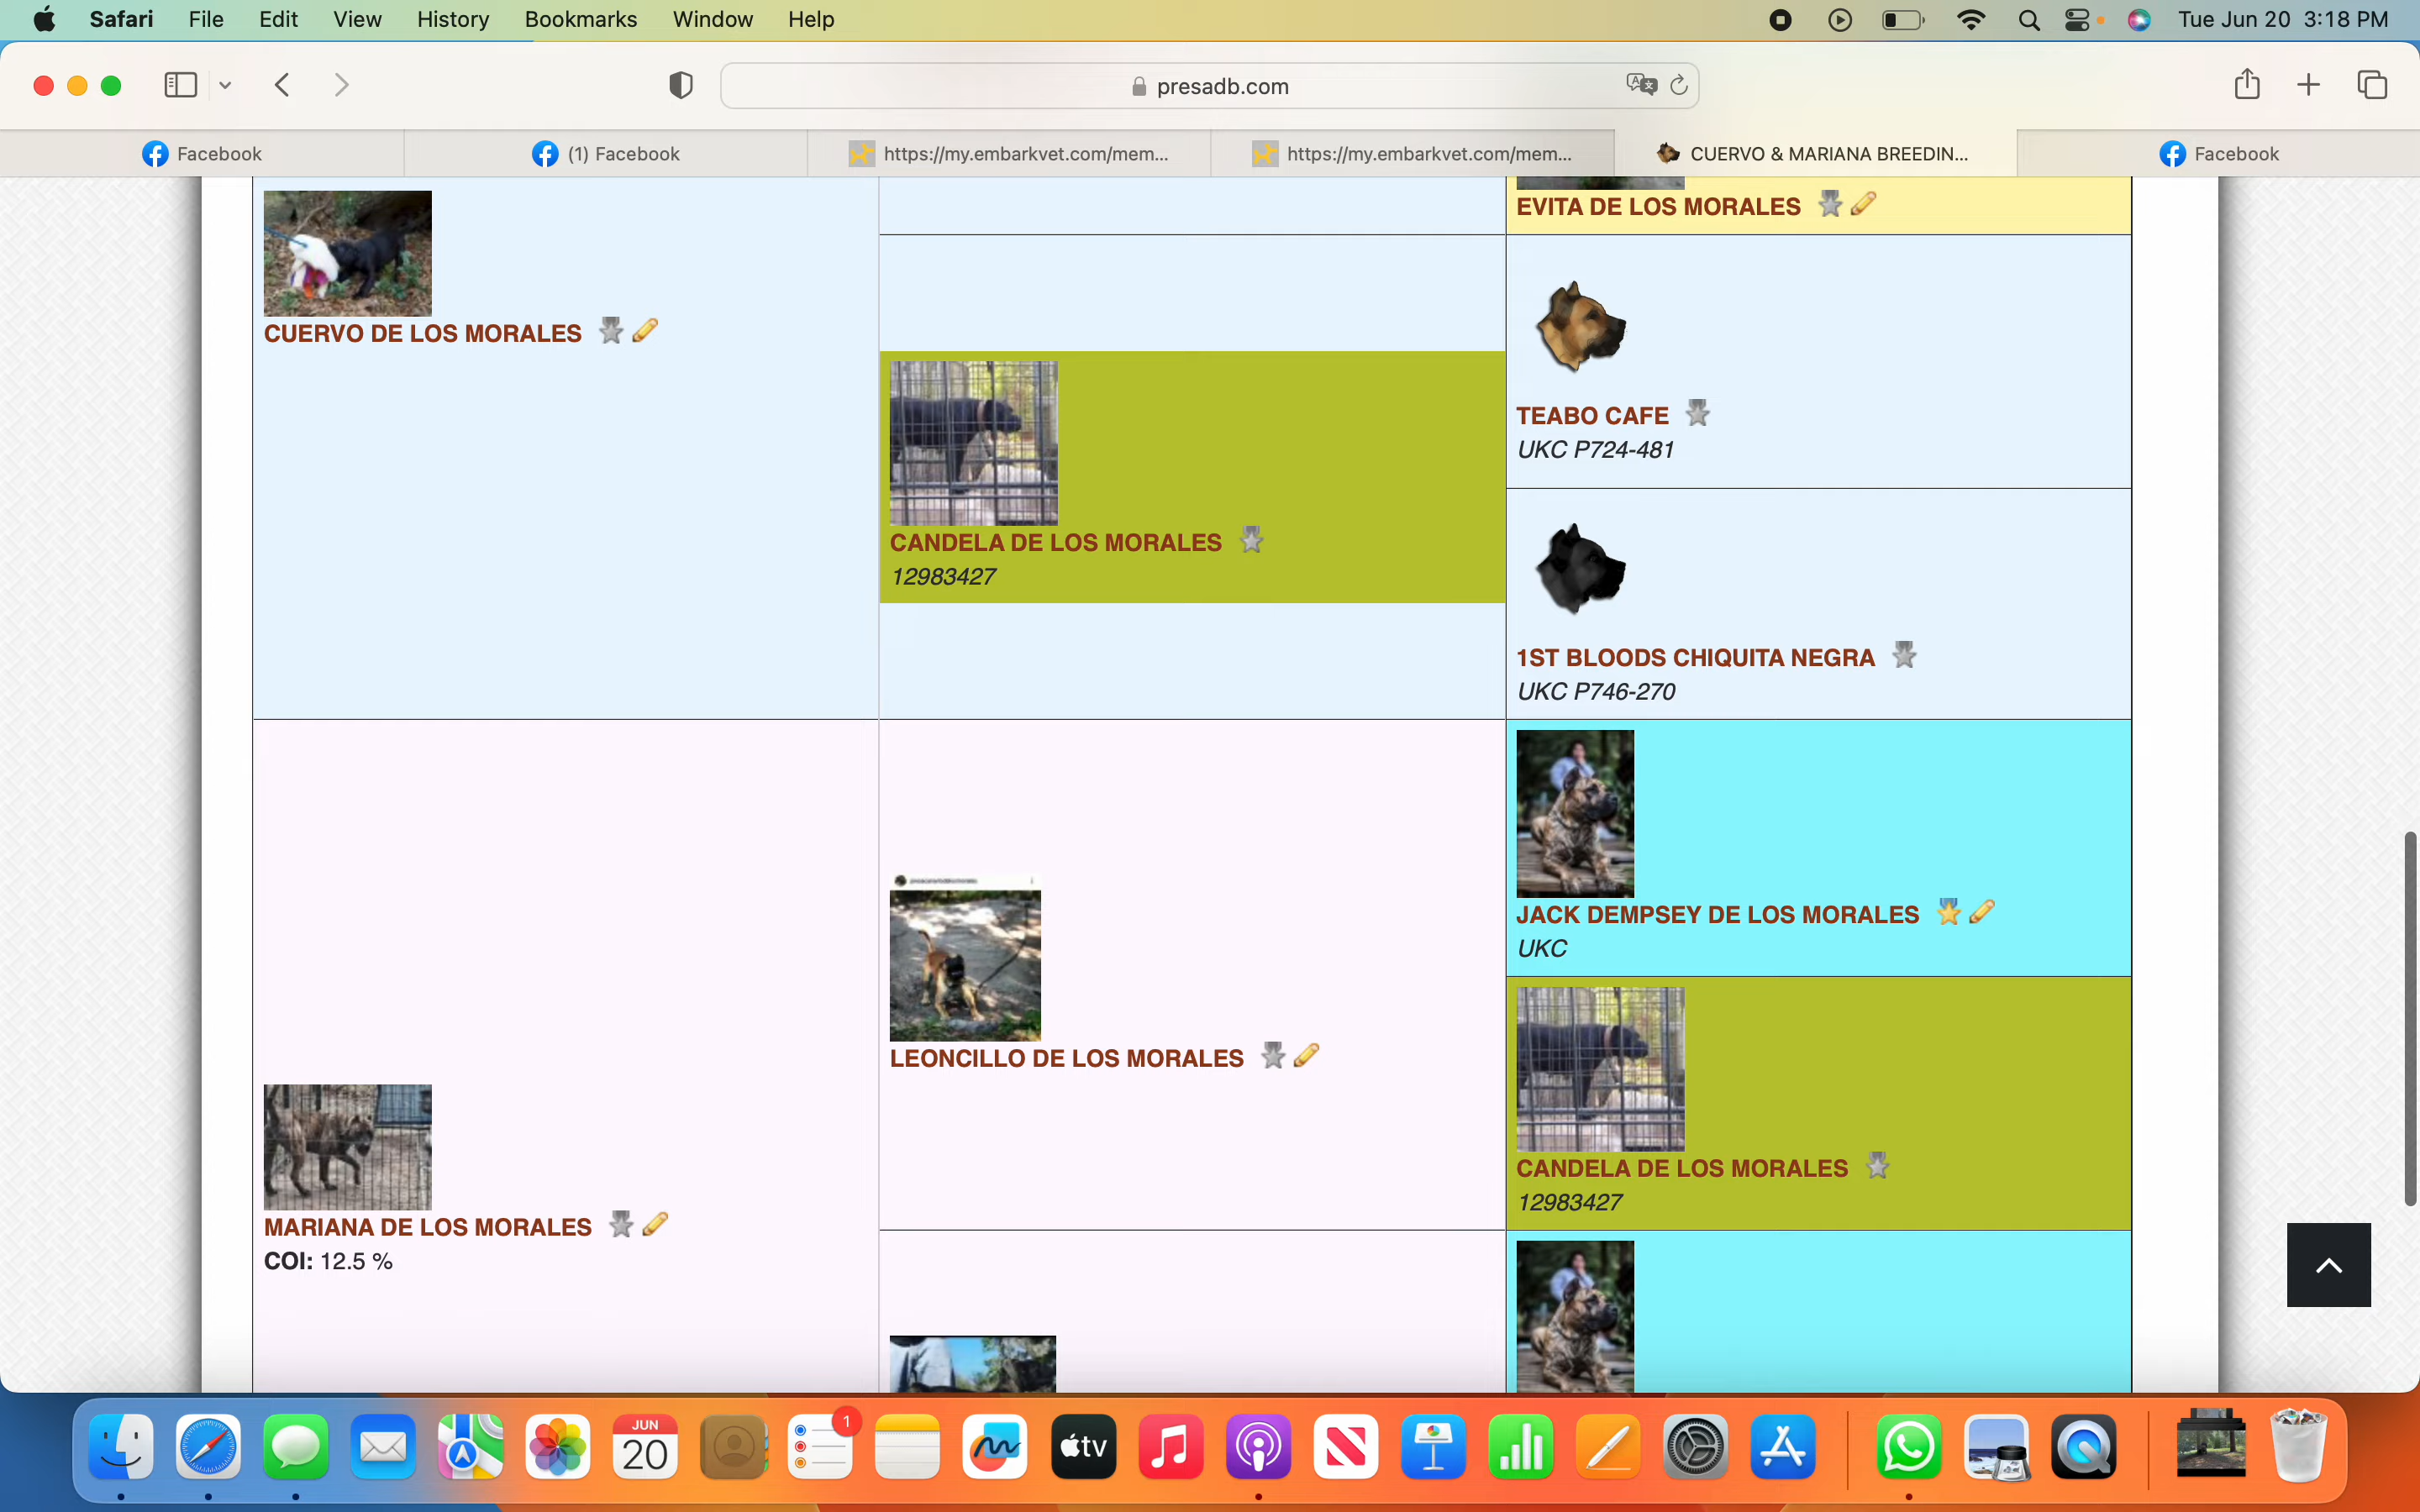 Safari File Edit View History Bookmarks Window Help Tue Jun 20 3:18 PM
presadb.com
Facebook (1) Facebook https://my.embarkvet.com/mem... https://my.embarkvet.com/mem... CUERVO & MARIANA BREEDIN... Facebook
EVITA DE LOS MORALES
CUERVO DE LOS MORALES
TEABO CAFE
UKC P724-481
CANDELA DE LOS MORALES
12983427
1ST BLOODS CHIQUITA NEGRA
UKC P746-270
JACK DEMPSEY DE LOS MORALES
UKC
LEONCILLO DE LOS MORALES
CANDELA DE LOS MORALES
12983427
MARIANA DE LOS MORALES
COI: 12.5 %
JUN
20
1
tv